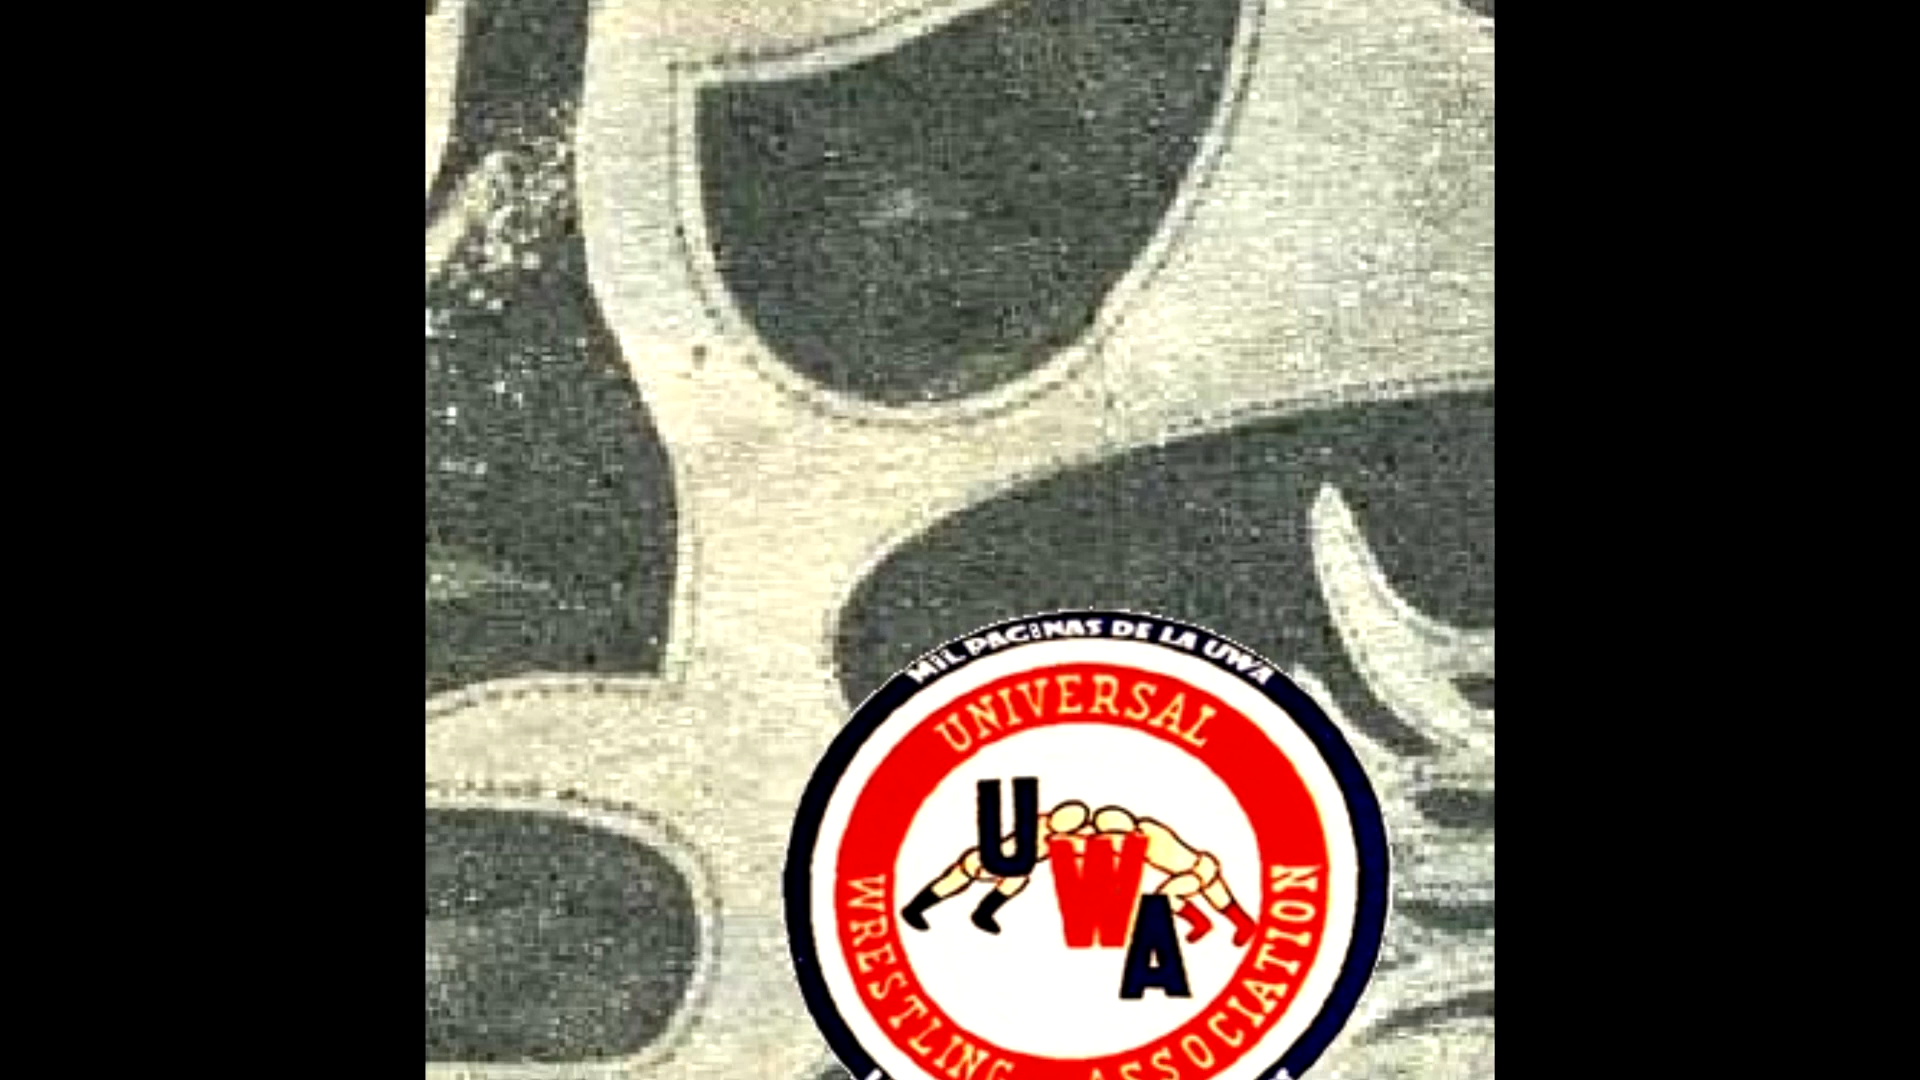 MIL PAGINAS DE LA UWA
UNIVERSAL
WRESTLING ASSOCIATION
UWA